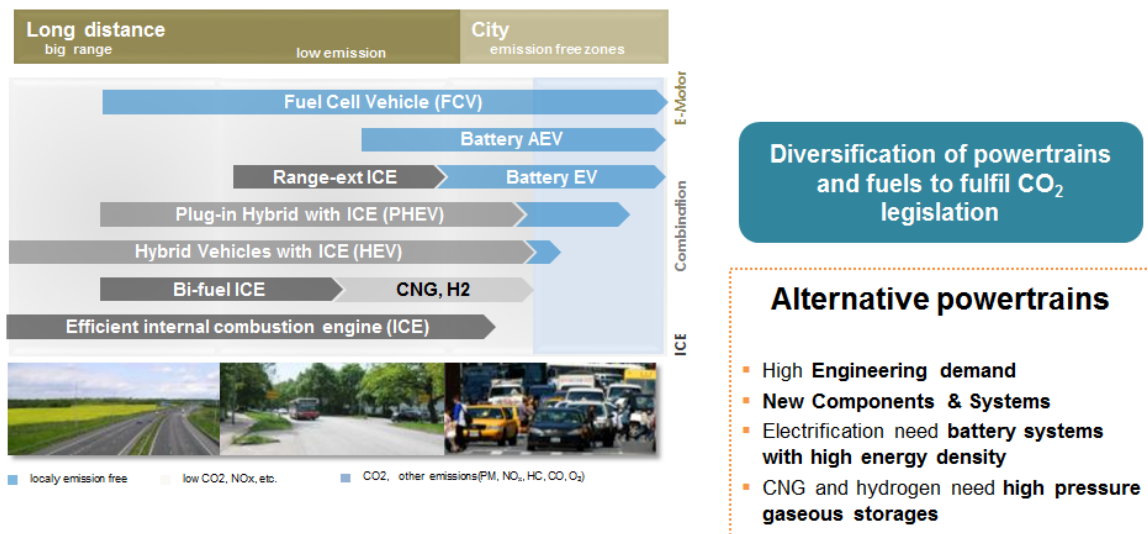 Long distance
big range
low emission
City
emission free zones
Fuel Cell Vehicle (FCV)
Battery AEV
Range-ext ICE
Battery EV
Plug-in Hybrid with ICE (PHEV)
Hybrid Vehicles with ICE (HEV)
Bi-fuel ICE
CNG, H2
Efficient internal combustion engine (ICE)
E-Motor
Combination
ICE
localy emission free
low CO2, NOx, etc.
CO2, other emissions(PM, NOₓ, HC, CO, O₃)
Diversification of powertrains
and fuels to fulfil CO₂
legislation
Alternative powertrains
▪ High Engineering demand
▪ New Components & Systems
▪ Electrification need battery systems
with high energy density
▪ CNG and hydrogen need high pressure
gaseous storages